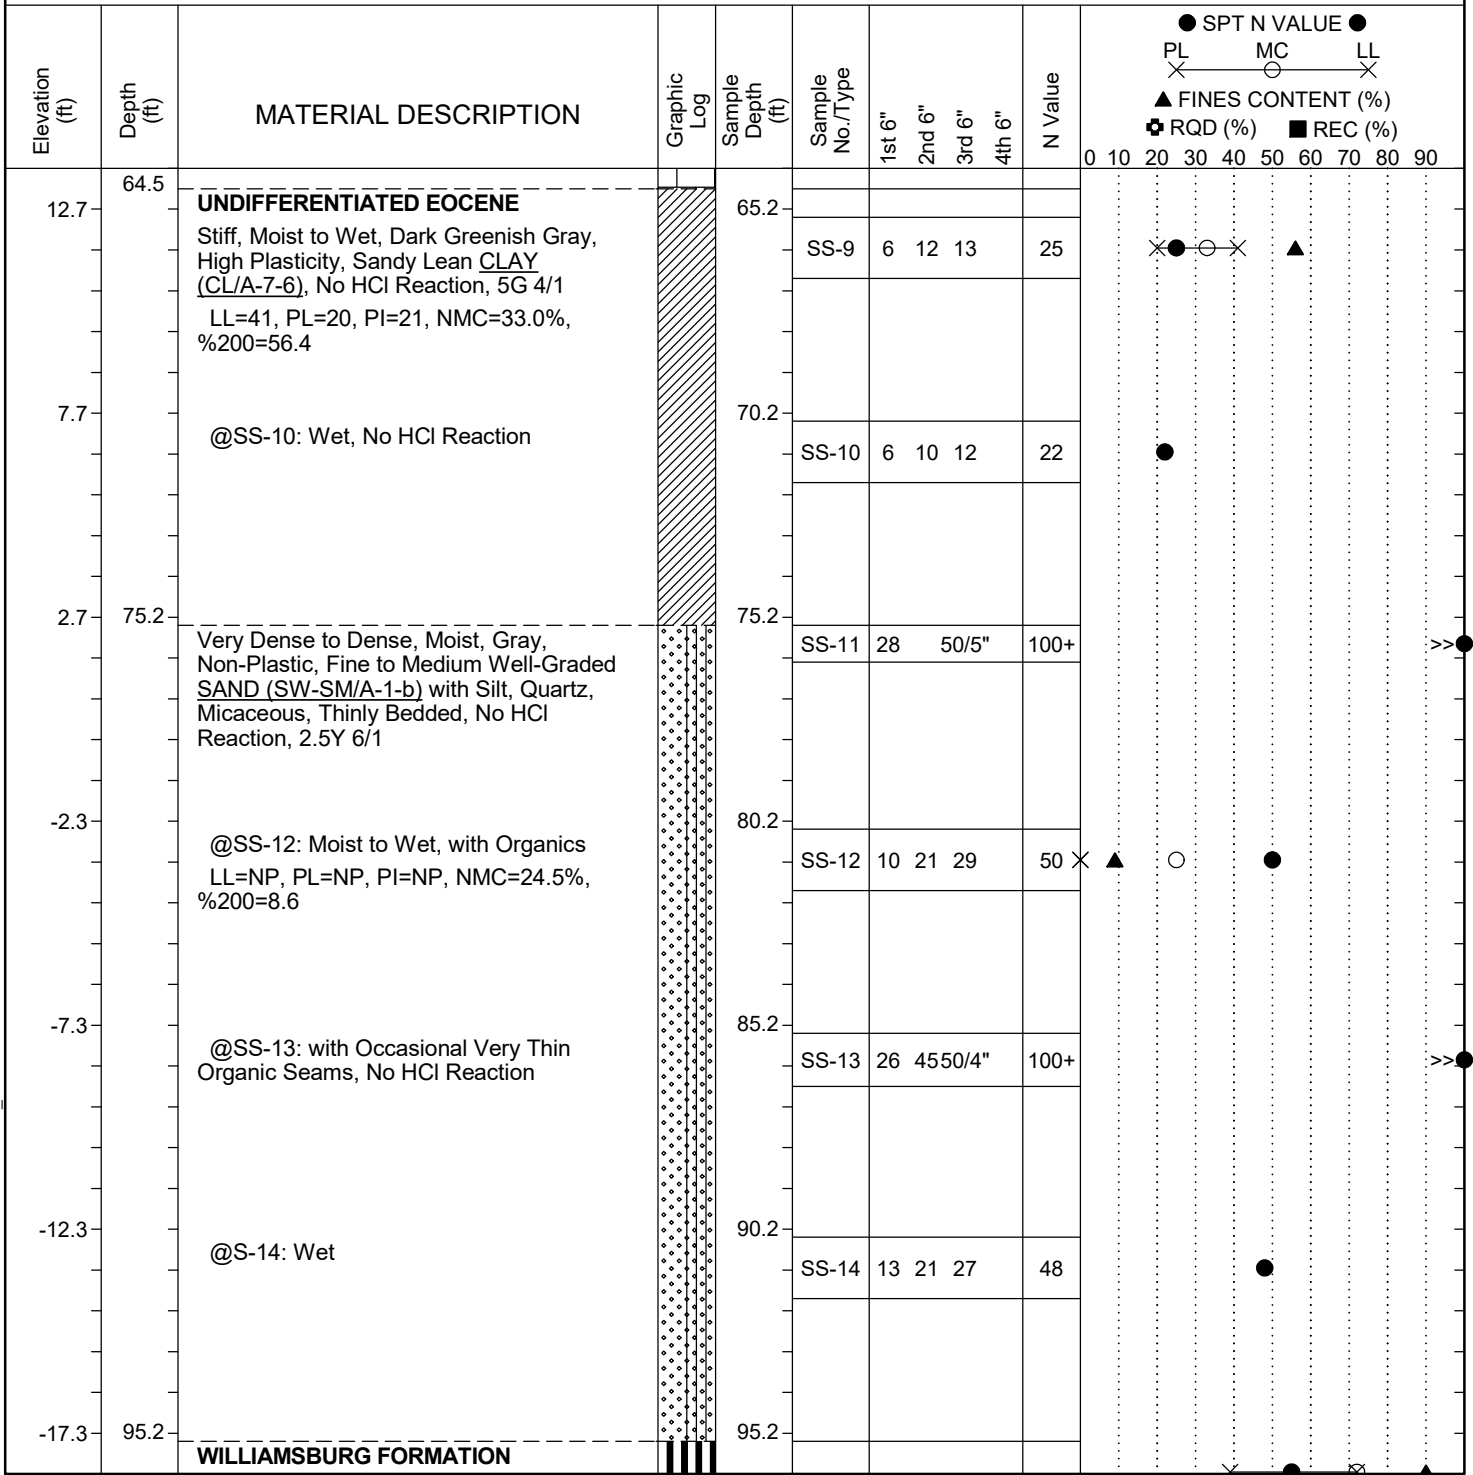 ● SPT N VALUE ●
PL MC LL
▲ FINES CONTENT (%)
RQD (%) ■ REC (%)
Elevation (ft)
Depth (ft)
MATERIAL DESCRIPTION
Graphic Log
Sample Depth (ft)
Sample No./Type
1st 6"
2nd 6"
3rd 6"
4th 6"
N Value
0 10 20 30 40 50 60 70 80 90
64.5
UNDIFFERENTIATED EOCENE
12.7 65.2
Stiff, Moist to Wet, Dark Greenish Gray,
High Plasticity, Sandy Lean CLAY
(CL/A-7-6), No HCl Reaction, 5G 4/1
SS-9 6 12 13 25
LL=41, PL=20, PI=21, NMC=33.0%,
%200=56.4
7.7 70.2
@SS-10: Wet, No HCl Reaction
SS-10 6 10 12 22
2.7 75.2 75.2
Very Dense to Dense, Moist, Gray,
Non-Plastic, Fine to Medium Well-Graded
SAND (SW-SM/A-1-b) with Silt, Quartz,
Micaceous, Thinly Bedded, No HCl
Reaction, 2.5Y 6/1
SS-11 28 50/5" 100+ >>
-2.3 80.2
@SS-12: Moist to Wet, with Organics
SS-12 10 21 29 50
LL=NP, PL=NP, PI=NP, NMC=24.5%,
%200=8.6
-7.3 85.2
@SS-13: with Occasional Very Thin
Organic Seams, No HCl Reaction
SS-13 26 45 50/4" 100+ >>
-12.3 90.2
@S-14: Wet
SS-14 13 21 27 48
-17.3 95.2 95.2
WILLIAMSBURG FORMATION